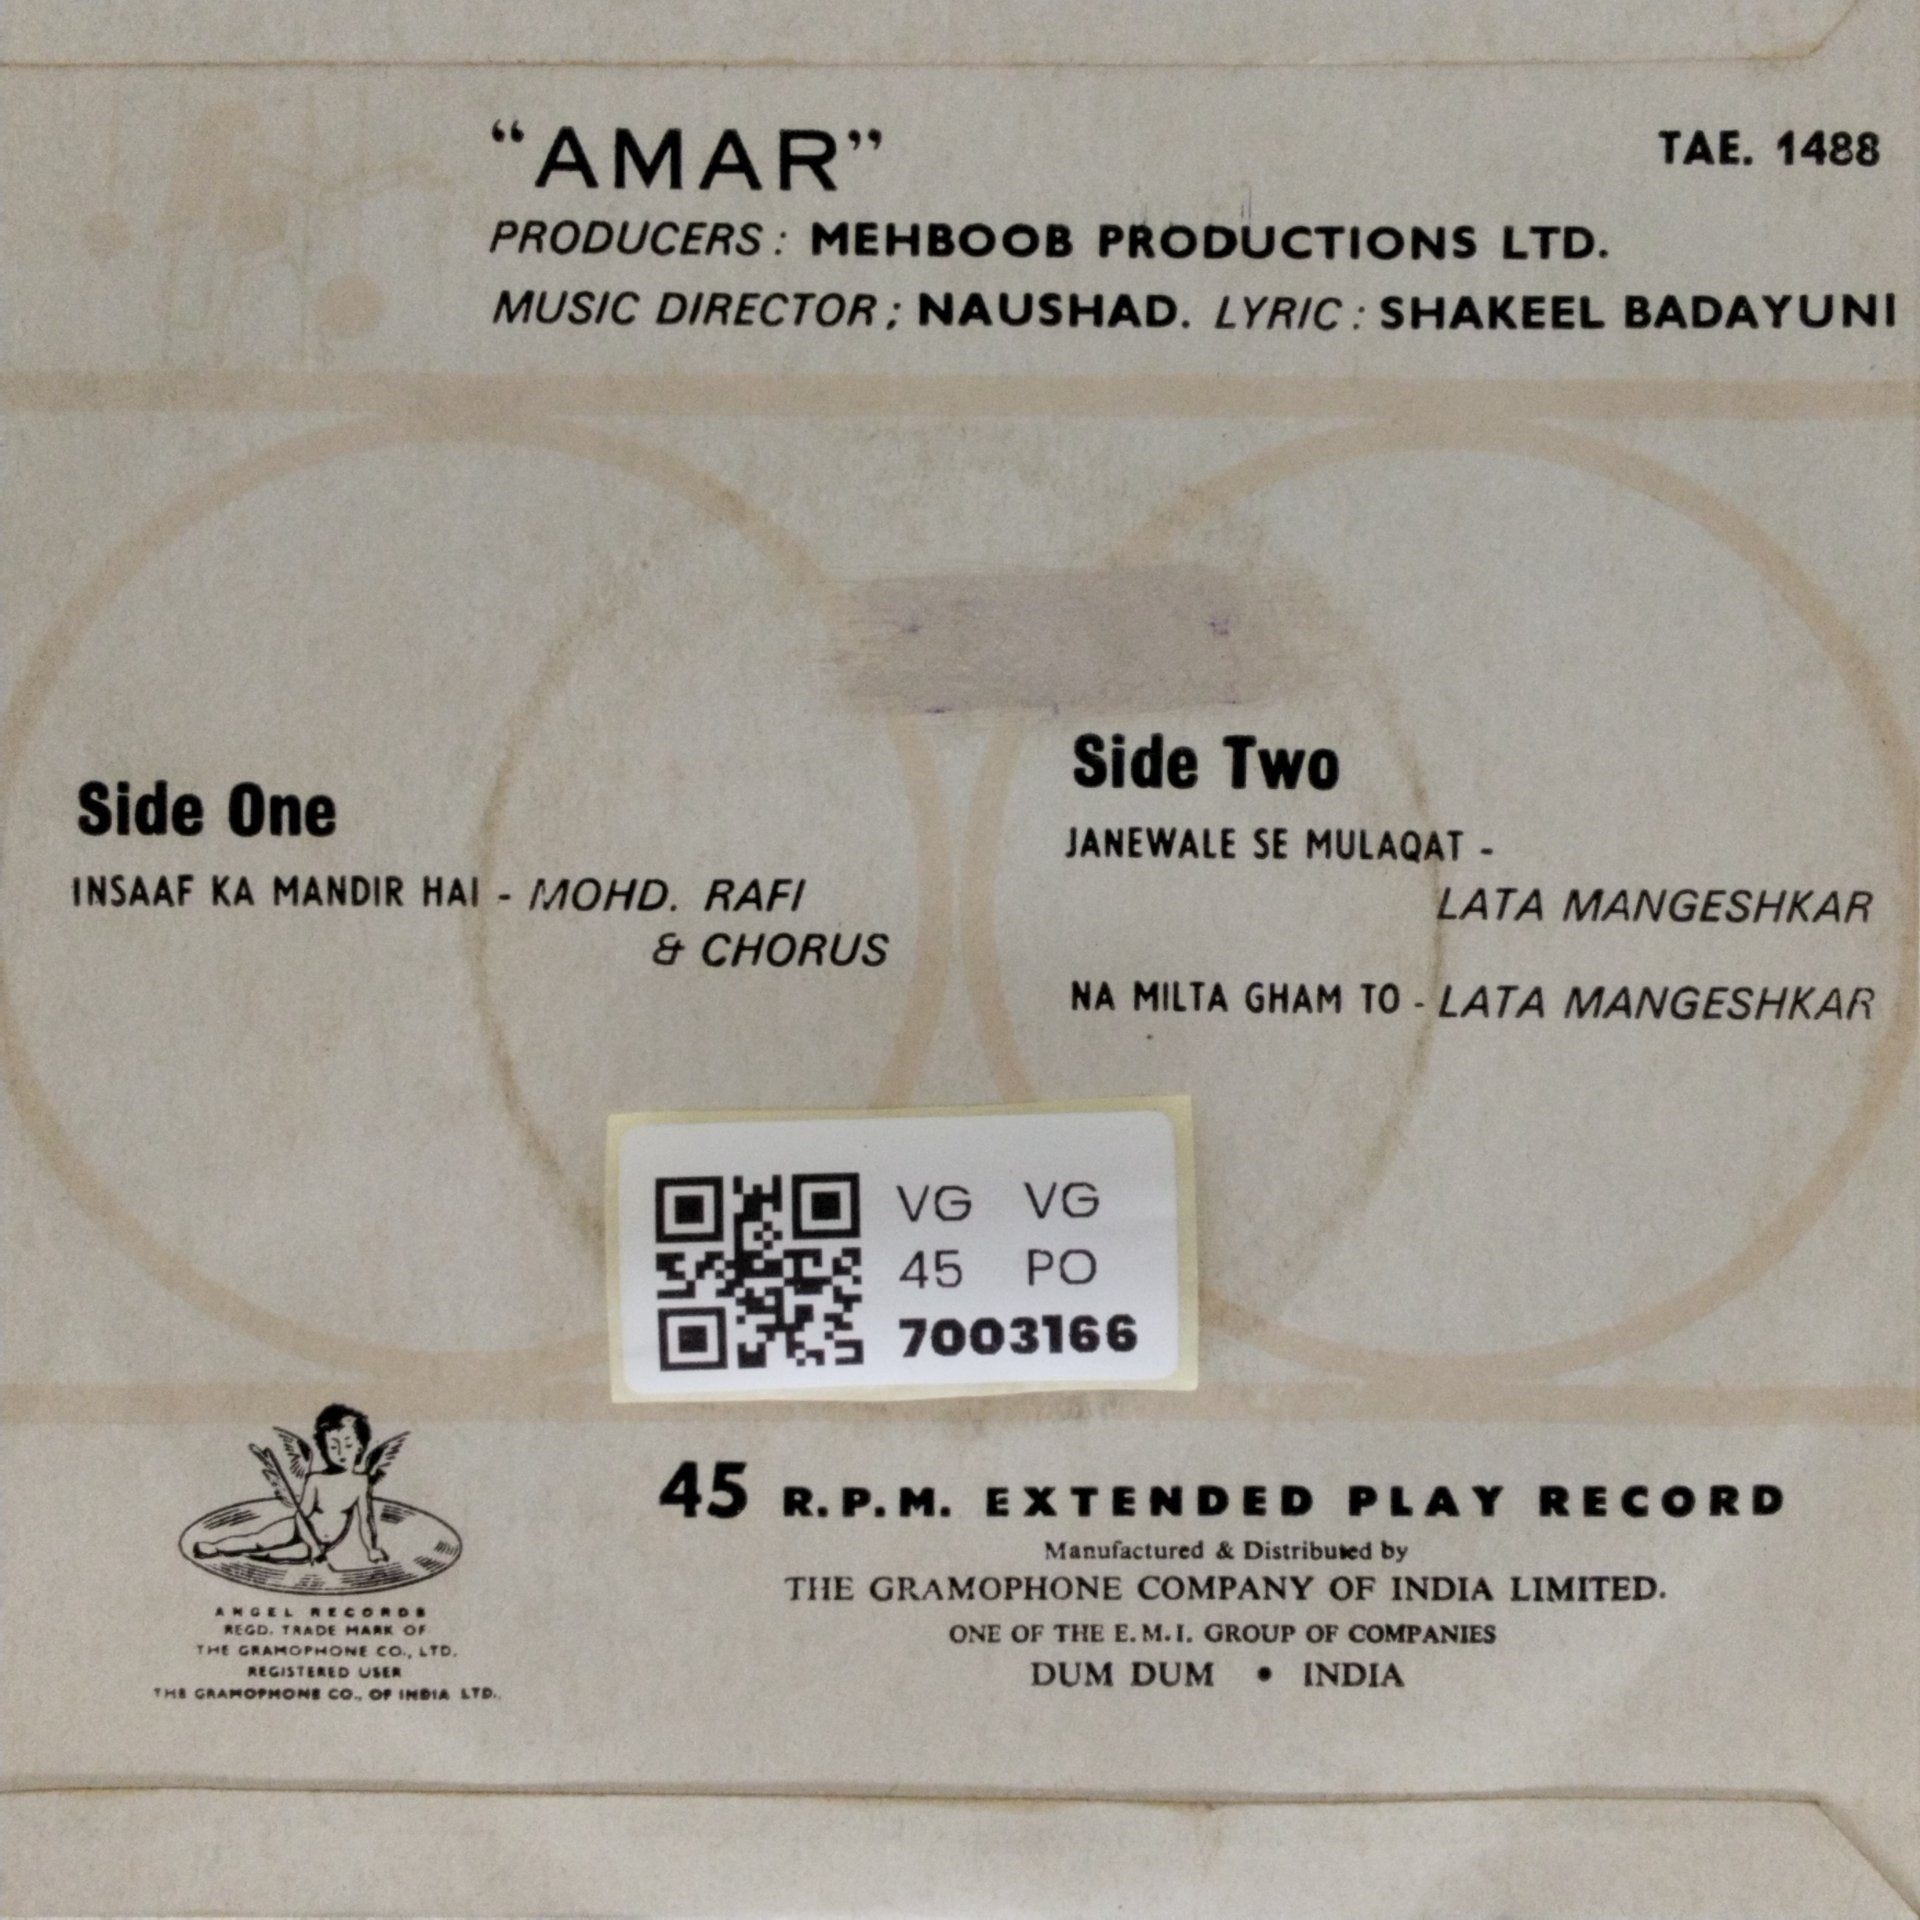 "AMAR"
TAE. 1488
PRODUCERS : MEHBOOB PRODUCTIONS LTD.
MUSIC DIRECTOR ; NAUSHAD. LYRIC : SHAKEEL BADAYUNI
Side One
INSAAF KA MANDIR HAI - MOHD. RAFI
& CHORUS
Side Two
JANEWALE SE MULAQAT -
LATA MANGESHKAR
NA MILTA GHAM TO - LATA MANGESHKAR
VG VG
45 PO
7003166
ANGEL RECORDS
REGD. TRADE MARK OF
THE GRAMOPHONE CO., LTD.
REGISTERED USER
THE GRAMOPHONE CO., OF INDIA LTD.
45 R.P.M. EXTENDED PLAY RECORD
Manufactured & Distributed by
THE GRAMOPHONE COMPANY OF INDIA LIMITED.
ONE OF THE E.M.I. GROUP OF COMPANIES
DUM DUM • INDIA